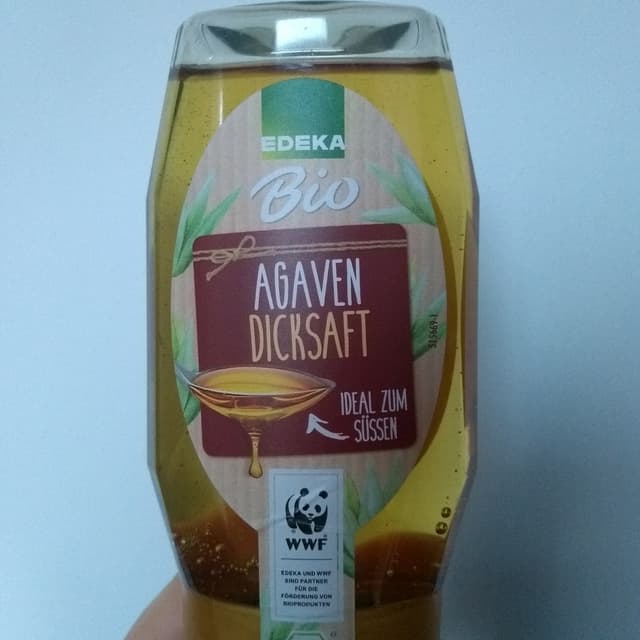 EDEKA
Bio
AGAVEN
DICKSAFT
IDEAL ZUM
SÜSSEN
WWF
EDEKA UND WWF
SIND PARTNER
FÜR DIE
FÖRDERUNG VON
BIOPRODUKTEN